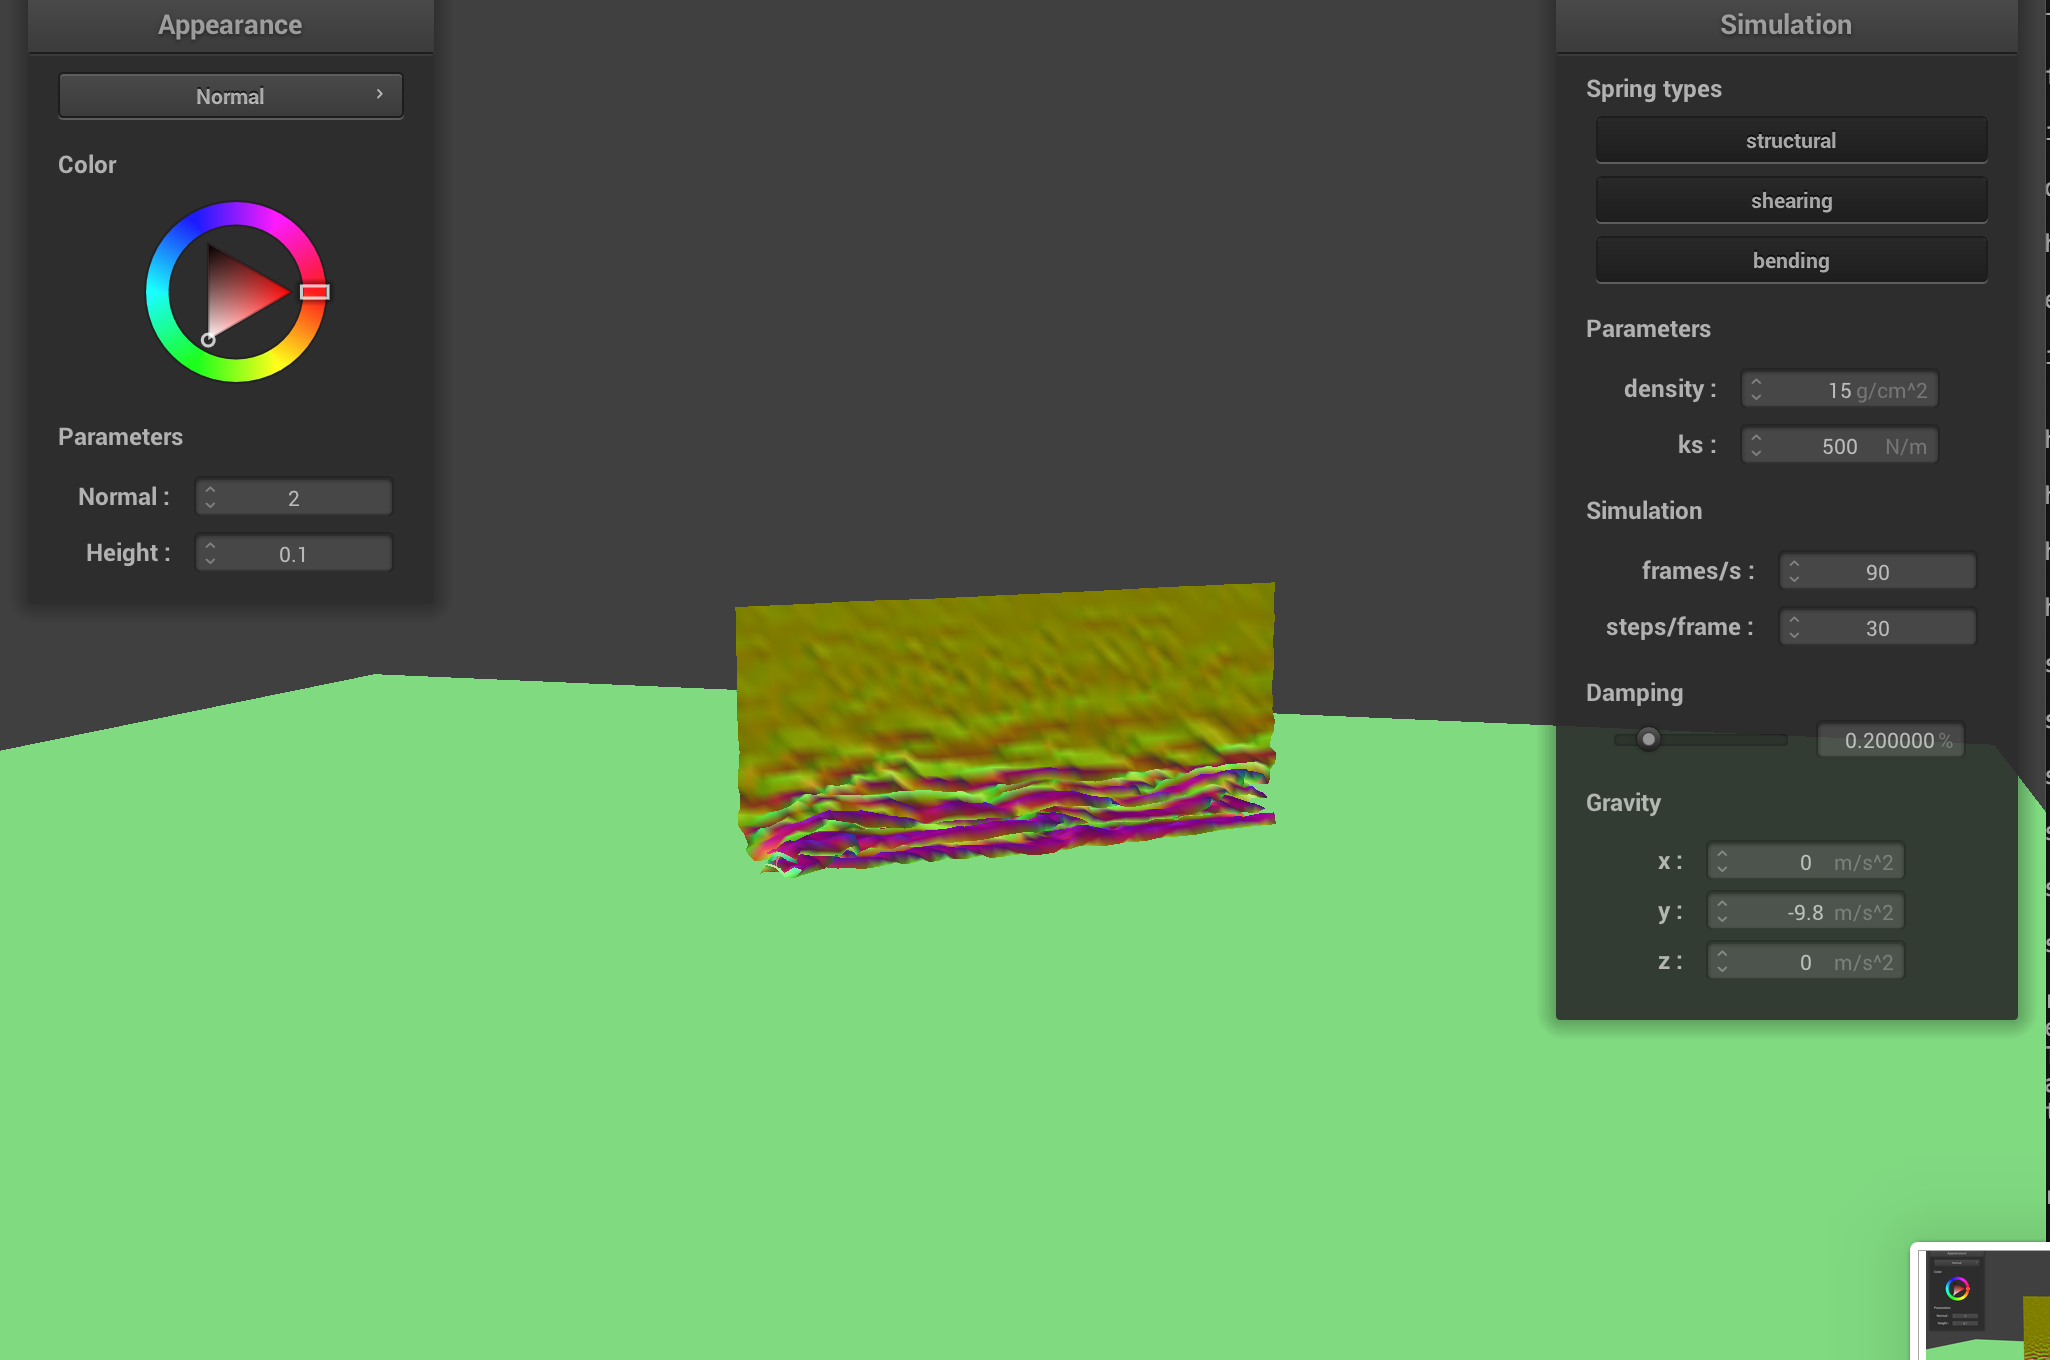 Appearance
Normal
Color
Parameters
Normal : 2
Height : 0.1
Simulation
Spring types
structural
shearing
bending
Parameters
density : 15 g/cm^2
ks : 500 N/m
Simulation
frames/s : 90
steps/frame : 30
Damping
0.200000 %
Gravity
x : 0 m/s^2
y : -9.8 m/s^2
z : 0 m/s^2